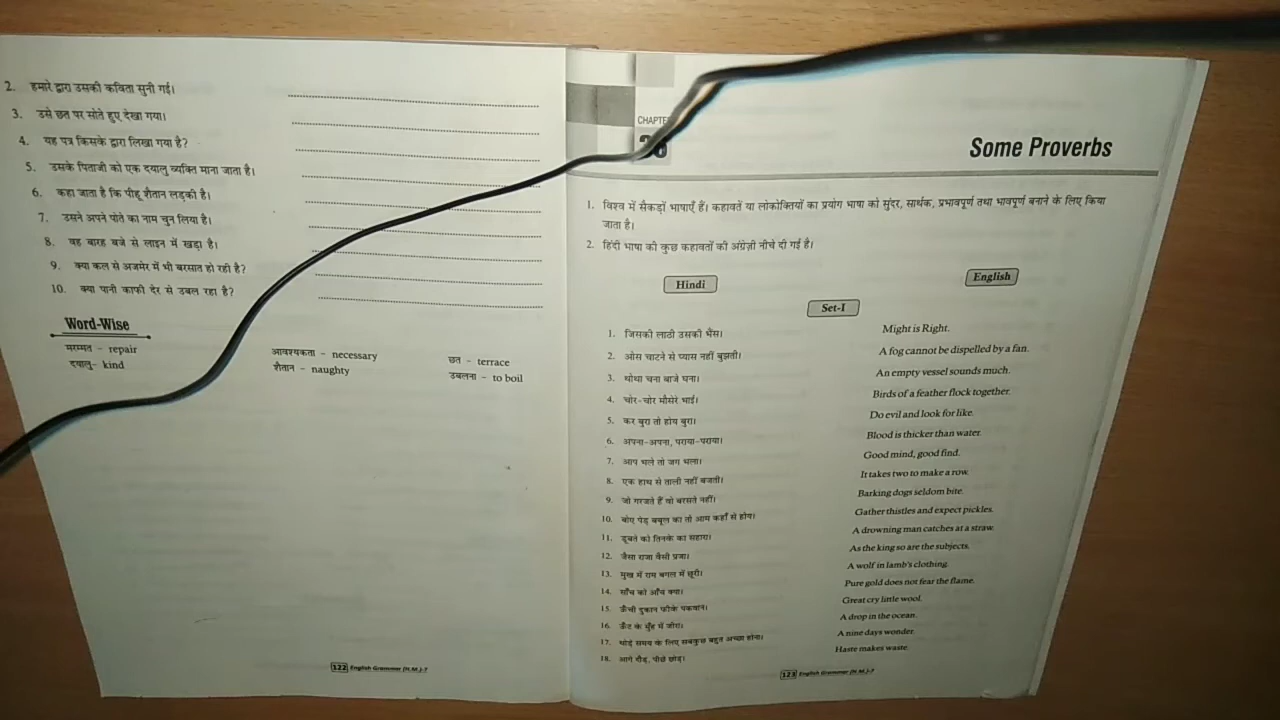 2. हमारे द्वारा उसकी कविता सुनी गई।
3. उसे छत पर सोते हुए देखा गया।
4. यह पत्र किसके द्वारा लिखा गया है?
5. उसके पिताजी को एक दयालु व्यक्ति माना जाता है।
6. कहा जाता है कि पीहू शैतान लड़की है।
7. उसने अपने पोते का नाम चुन लिया है।
8. वह बारह बजे से लाइन में खड़ा है।
9. क्या कल से अजमेर में भी बरसात हो रही है?
10. क्या पानी काफी देर से उबल रहा है?
Word-Wise
मरम्मत - repair आवश्यकता - necessary छत - terrace
दयालु- kind शैतान - naughty उबलना - to boil
122 English Grammar (H.M.)-7
Some Proverbs
1. विश्व में सैकड़ों भाषाएँ हैं। कहावतें या लोकोक्तियों का प्रयोग भाषा को सुंदर, सार्थक, प्रभावपूर्ण तथा भावपूर्ण बनाने के लिए किया
जाता है।
2. हिंदी भाषा की कुछ कहावतों की अंग्रेज़ी नीचे दी गई है।
Hindi English
Set-I
1. जिसकी लाठी उसकी भैंस। Might is Right.
2. ओस चाटने से प्यास नहीं बुझती। A fog cannot be dispelled by a fan.
3. थोथा चना बाजे घना। An empty vessel sounds much.
4. चोर-चोर मौसेरे भाई। Birds of a feather flock together.
5. कर बुरा तो होय बुरा। Do evil and look for like.
6. अपना-अपना, पराया-पराया। Blood is thicker than water.
7. आप भले तो जग भला। Good mind, good find.
8. एक हाथ से ताली नहीं बजती। It takes two to make a row.
9. जो गरजते हैं वो बरसते नहीं। Barking dogs seldom bite.
10. बोए पेड़ बबूल का तो आम कहाँ से होय। Gather thistles and expect pickles.
11. डूबते को तिनके का सहारा। A drowning man catches at a straw.
12. जैसा राजा वैसी प्रजा। As the king so are the subjects.
13. मुख में राम बगल में छूरी। A wolf in lamb's clothing.
14. साँच को आँच क्या। Pure gold does not fear the flame.
15. ऊँची दुकान फीके पकवान। Great cry little wool.
16. ऊँट के मुँह में जीरा। A drop in the ocean.
17. थोड़े समय के लिए सबकुछ बहुत अच्छा होना। A nine days wonder.
18. आगे दौड़, पीछे छोड़। Haste makes waste.
123 English Grammar (H.M.)-7